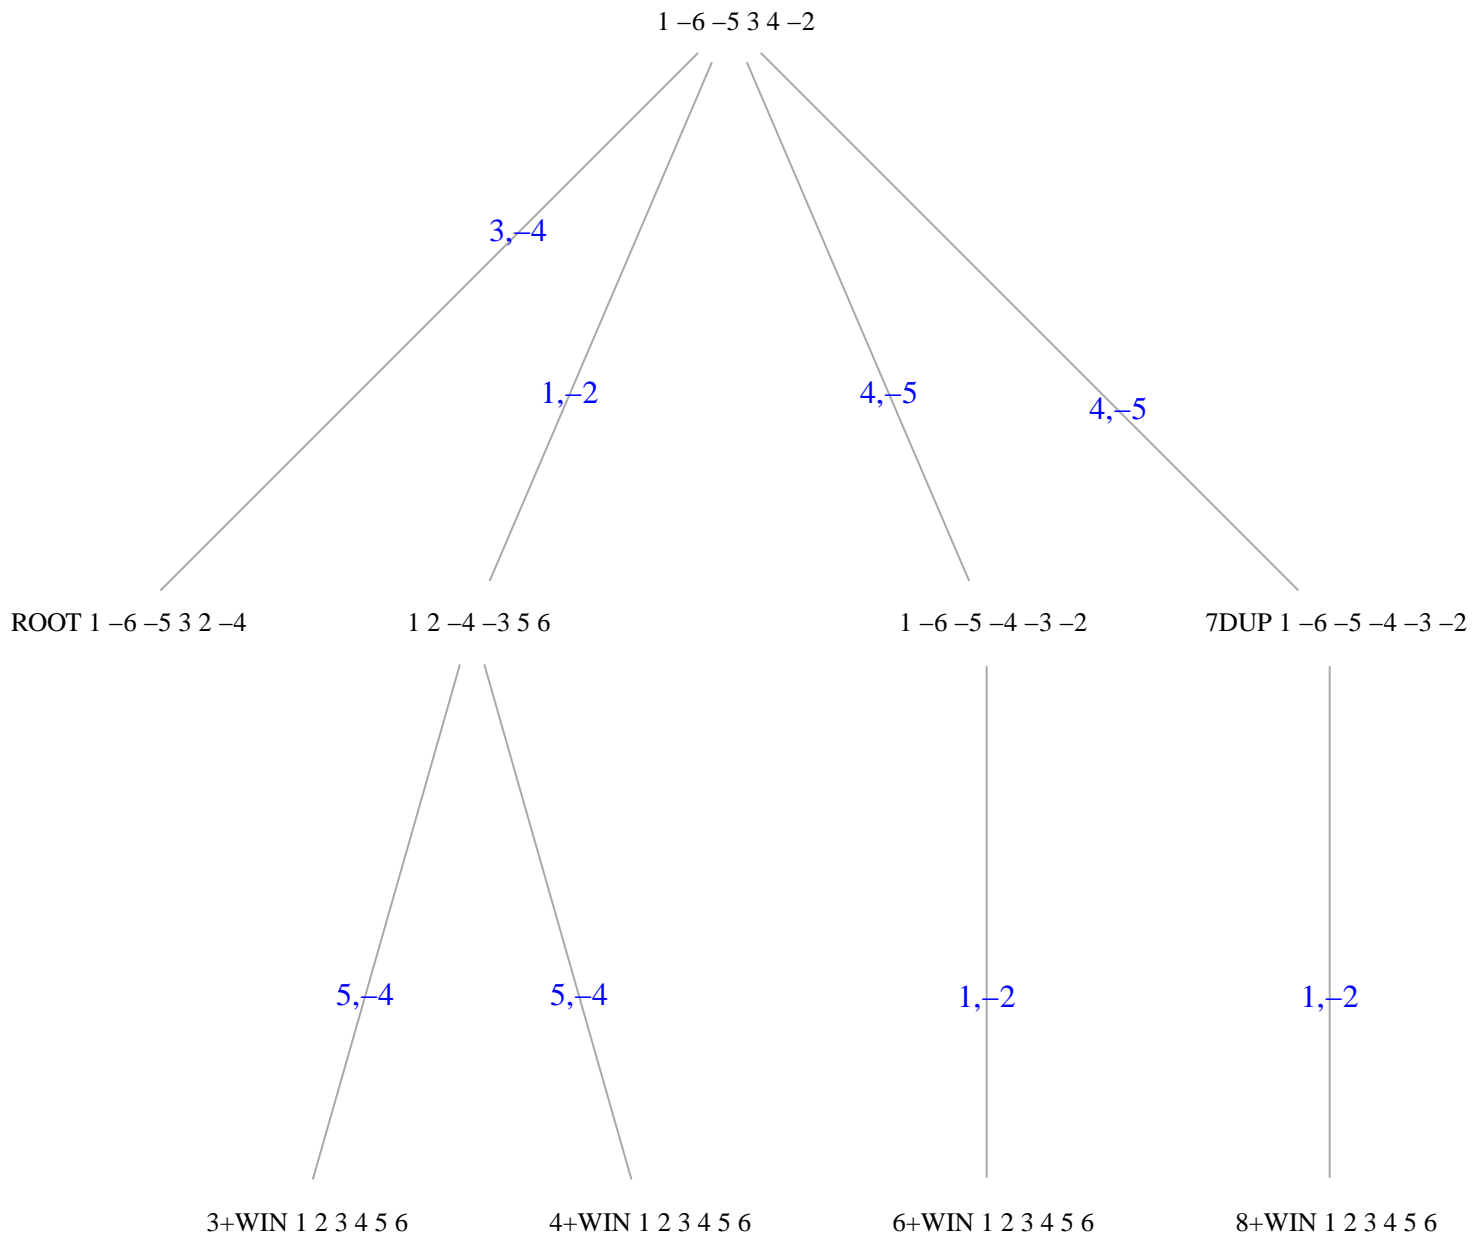 1 –6 –5 3 4 –2
3,–4
1,–2
4,–5
4,–5
ROOT 1 –6 –5 3 2 –4
1 2 –4 –3 5 6
1 –6 –5 –4 –3 –2
7DUP 1 –6 –5 –4 –3 –2
5,–4
5,–4
1,–2
1,–2
3+WIN 1 2 3 4 5 6
4+WIN 1 2 3 4 5 6
6+WIN 1 2 3 4 5 6
8+WIN 1 2 3 4 5 6